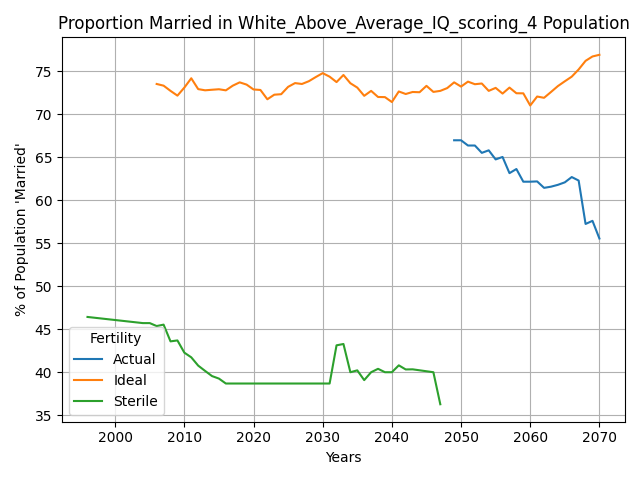 Proportion Married in White_Above_Average_IQ_scoring_4 Population
% of Population 'Married'
75
70
65
60
55
50
45
40
35
Fertility
Actual
Ideal
Sterile
2000 2010 2020 2030 2040 2050 2060 2070
Years